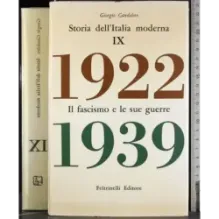 Giorgio Candeloro
Storia dell'Italia moderna
IX
1922
Il fascismo e le sue guerre
1939
Feltrinelli Editore
XI